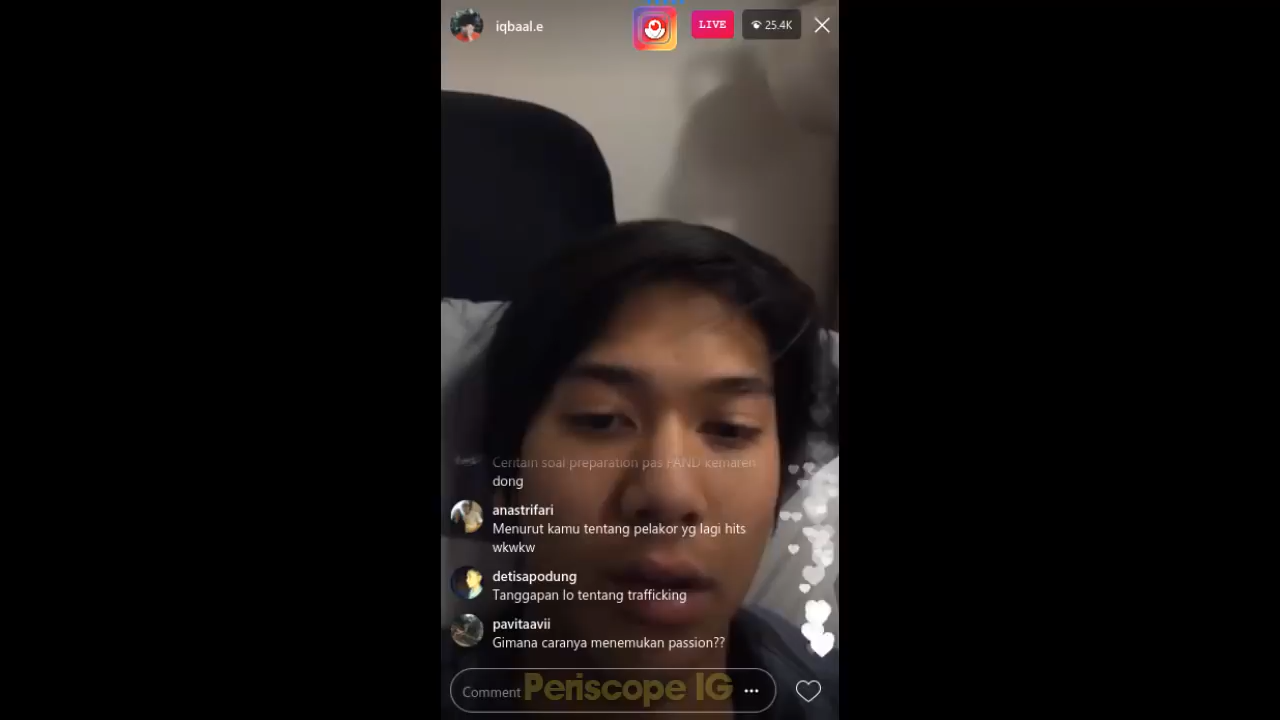 iqbaal.e
LIVE
25.4K
Ceritain soal preparation pas PAND kemaren
dong
anastrifari
Menurut kamu tentang pelakor yg lagi hits
wkwkw
detisapodung
Tanggapan lo tentang trafficking
pavitaavii
Gimana caranya menemukan passion??
Comment
Periscope IG